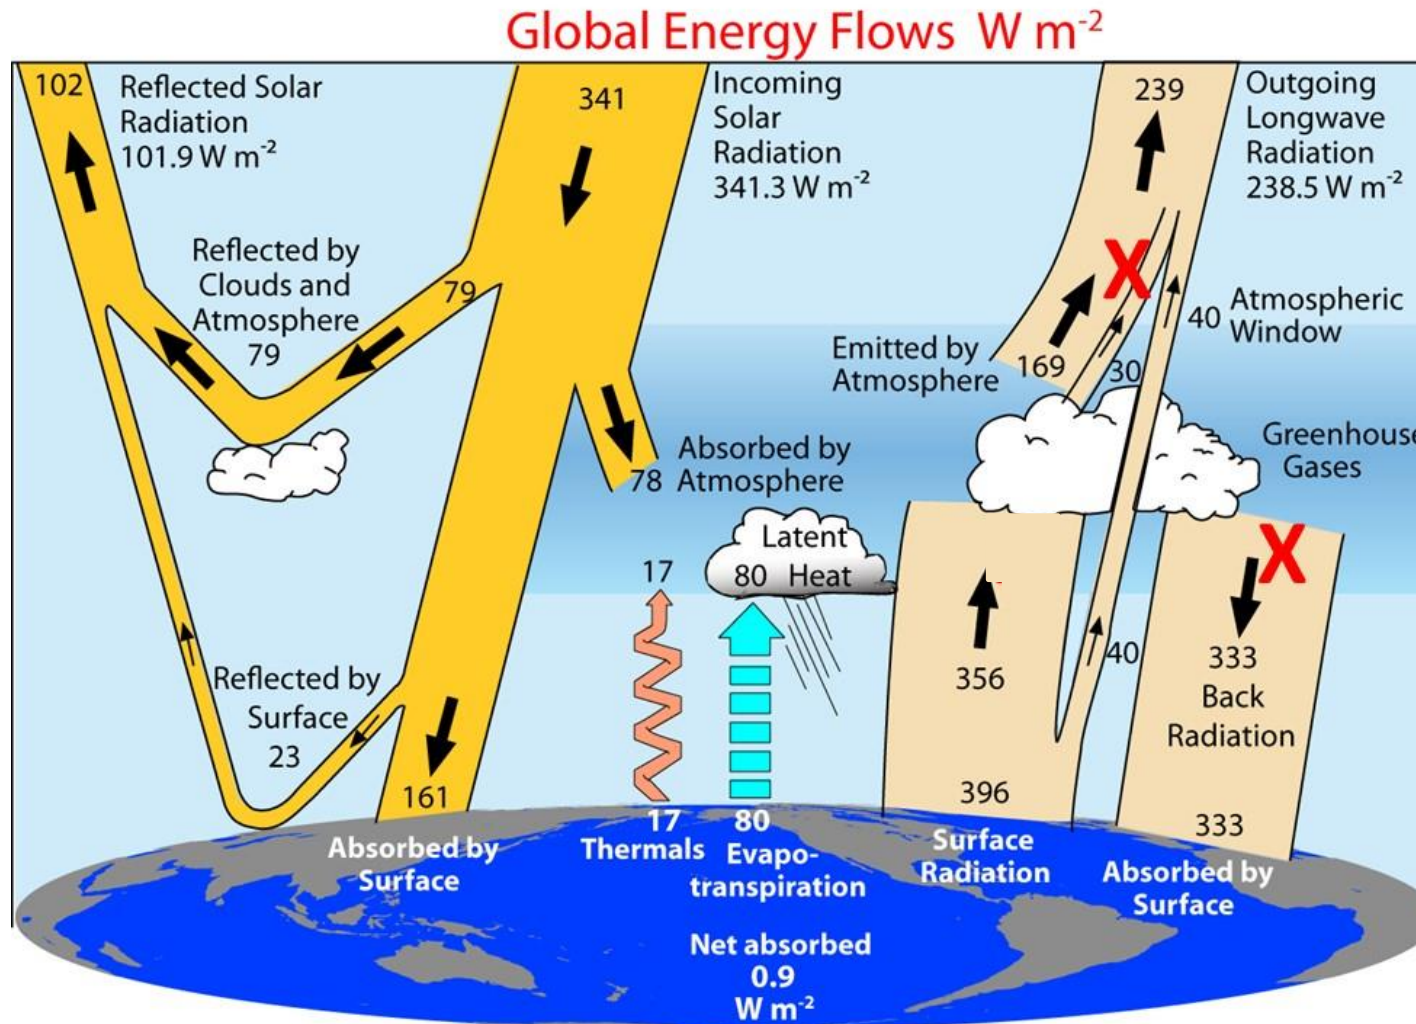 Global Energy Flows W m⁻²
102
Reflected Solar
Radiation
101.9 W m⁻²
341
Incoming
Solar
Radiation
341.3 W m⁻²
239
Outgoing
Longwave
Radiation
238.5 W m⁻²
Reflected by
Clouds and
Atmosphere
79
79
X
40
Atmospheric
Window
Emitted by
Atmosphere
169
30
Greenhouse
Gases
Absorbed by
78 Atmosphere
Latent
17
80 Heat
X
356
40
333
Back
Radiation
Reflected by
Surface
23
161
396
333
Absorbed by
Surface
17
Thermals
80
Evapo-
transpiration
Surface
Radiation
Absorbed by
Surface
Net absorbed
0.9
W m⁻²